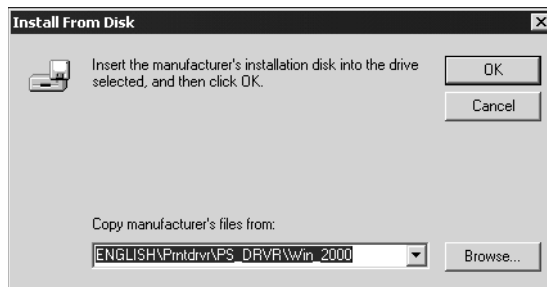 Install From Disk
Insert the manufacturer's installation disk into the drive
selected, and then click OK.
OK
Cancel
Copy manufacturer's files from:
ENGLISH\Prntdrvr\PS_DRVR\Win_2000
Browse...